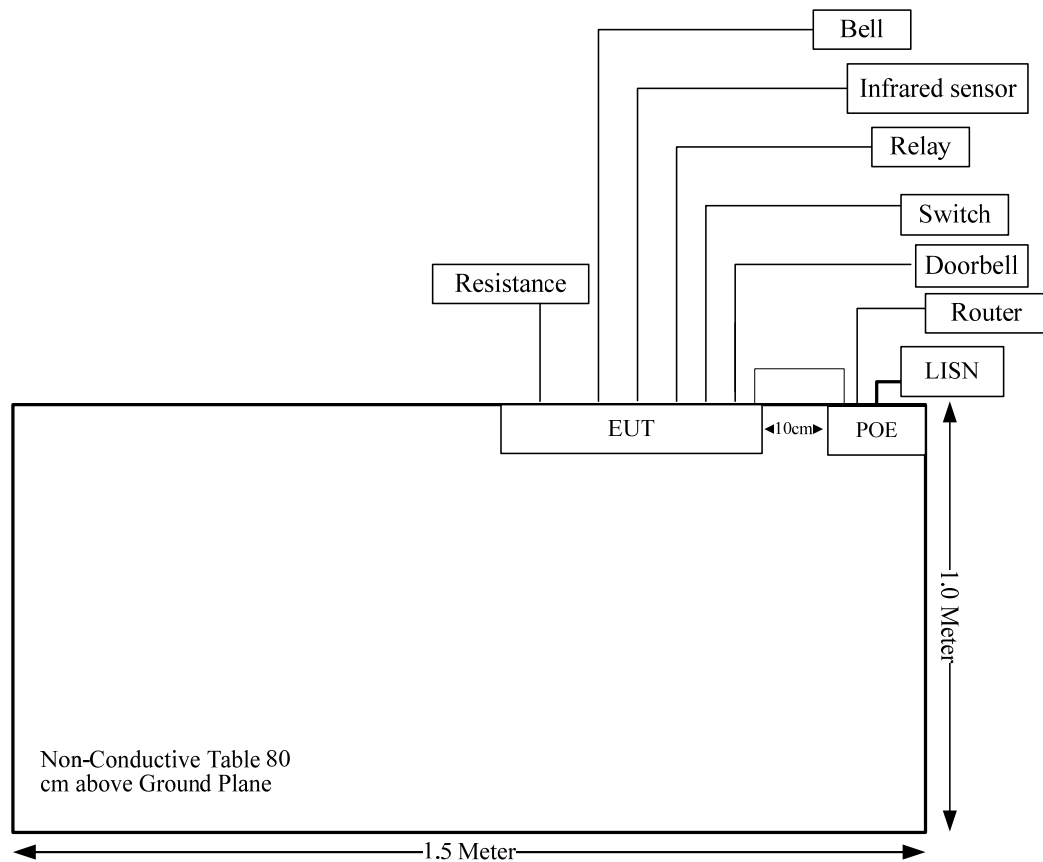 Bell
Infrared sensor
Relay
Switch
Doorbell
Resistance
Router
LISN
EUT
10cm
POE
1.0 Meter
Non-Conductive Table 80
cm above Ground Plane
1.5 Meter